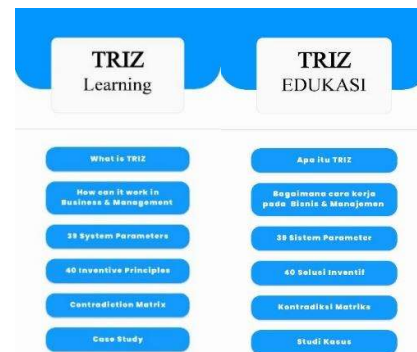 TRIZ
Learning
What is TRIZ
How can it work in
Business & Management
39 System Parameters
40 Inventive Principles
Contradiction Matrix
Case Study
TRIZ
EDUKASI
Apa itu TRIZ
Bagaimana cara kerja
pada Bisnis & Manajemen
39 Sistem Parameter
40 Solusi Inventif
Kontradiksi Matriks
Studi Kasus